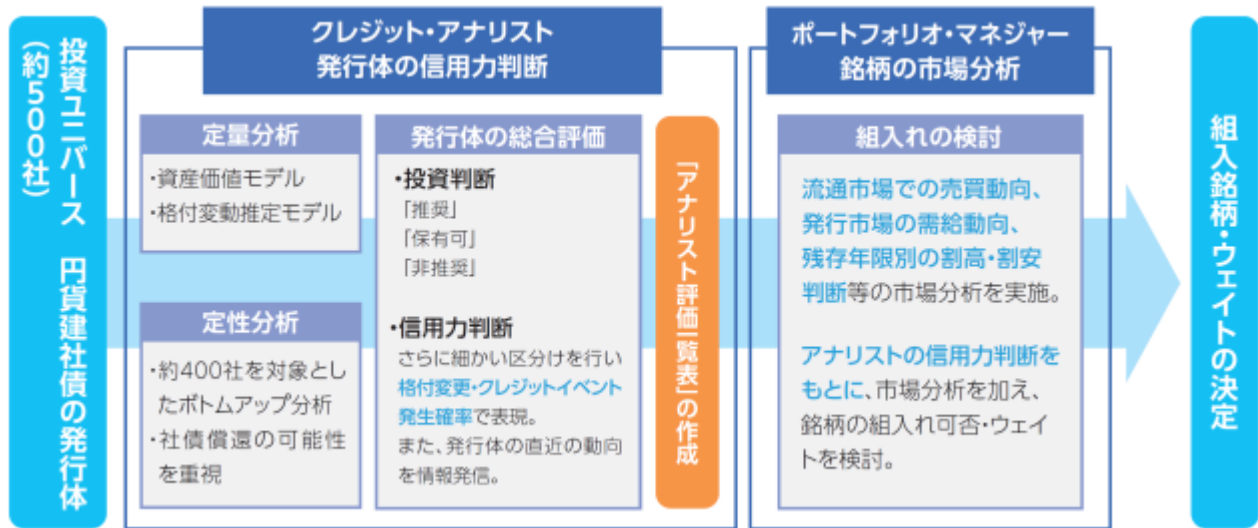 投資ユニバース 円貨建社債の発行体
(約500社)
クレジット・アナリスト
発行体の信用力判断
定量分析
・資産価値モデル
・格付変動推定モデル
定性分析
・約400社を対象とし
たボトムアップ分析
・社債償還の可能性
を重視
発行体の総合評価
・投資判断
「推奨」
「保有可」
「非推奨」
・信用力判断
さらに細かい区分けを行い
格付変更・クレジットイベント
発生確率で表現。
また、発行体の直近の動向
を情報発信。
「アナリスト評価一覧表」の作成
ポートフォリオ・マネジャー
銘柄の市場分析
組入れの検討
流通市場での売買動向、
発行市場の需給動向、
残存年限別の割高・割安
判断等の市場分析を実施。
アナリストの信用力判断を
もとに、市場分析を加え、
銘柄の組入れ可否・ウェイ
トを検討。
組入銘柄・ウェイトの決定